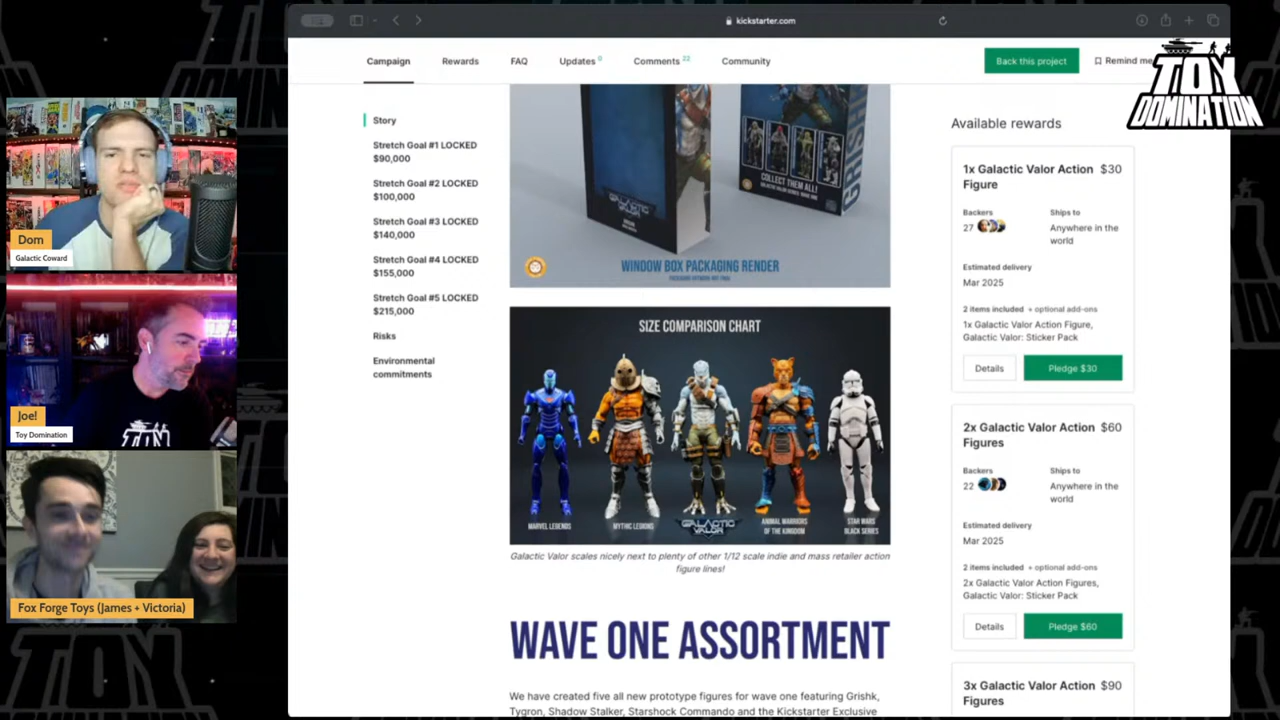 kickstarter.com
Campaign
Rewards
FAQ
Updates 0
Comments 22
Community
Back this project
Remind me
TOY
DOMINATION
Story
Stretch Goal #1 LOCKED
$90,000
Stretch Goal #2 LOCKED
$100,000
Stretch Goal #3 LOCKED
$140,000
Stretch Goal #4 LOCKED
$155,000
Stretch Goal #5 LOCKED
$215,000
Risks
Environmental
commitments
COLLECT THEM ALL!
GALACTIC VALOR
WINDOW BOX PACKAGING RENDER
SIZE COMPARISON CHART
MARVEL LEGENDS
MYTHIC LEGIONS
GALACTIC
VALOR
ANIMAL WARRIORS
OF THE KINGDOM
STAR WARS
BLACK SERIES
Galactic Valor scales nicely next to plenty of other 1/12 scale indie and mass retailer action
figure lines!
WAVE ONE ASSORTMENT
We have created five all new prototype figures for wave one featuring Grishk,
Tygron, Shadow Stalker, Starshock Commando and the Kickstarter Exclusive
Available rewards
1x Galactic Valor Action $30
Figure
Backers
27
Ships to
Anywhere in the
world
Estimated delivery
Mar 2025
2 items included + optional add-ons
1x Galactic Valor Action Figure,
Galactic Valor: Sticker Pack
Details
Pledge $30
2x Galactic Valor Action $60
Figures
Backers
22
Ships to
Anywhere in the
world
Estimated delivery
Mar 2025
2 items included + optional add-ons
2x Galactic Valor Action Figures,
Galactic Valor: Sticker Pack
Details
Pledge $60
3x Galactic Valor Action $90
Figures
Dom
Galactic Coward
Joe!
Toy Domination
Fox Forge Toys (James + Victoria)